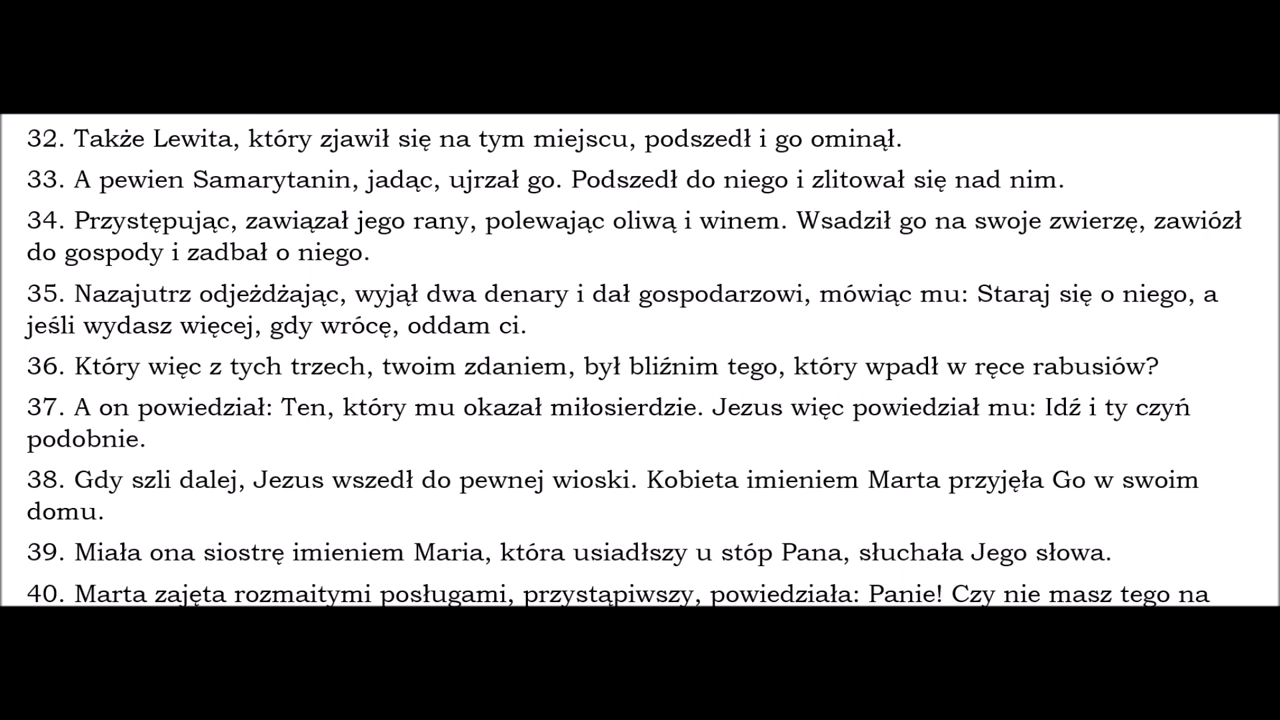 32. Także Lewita, który zjawił się na tym miejscu, podszedł i go ominął.
33. A pewien Samarytanin, jadąc, ujrzał go. Podszedł do niego i zlitował się nad nim.
34. Przystępując, zawiązał jego rany, polewając oliwą i winem. Wsadził go na swoje zwierzę, zawiózł
do gospody i zadbał o niego.
35. Nazajutrz odjeżdżając, wyjął dwa denary i dał gospodarzowi, mówiąc mu: Staraj się o niego, a
jeśli wydasz więcej, gdy wrócę, oddam ci.
36. Który więc z tych trzech, twoim zdaniem, był bliźnim tego, który wpadł w ręce rabusiów?
37. A on powiedział: Ten, który mu okazał miłosierdzie. Jezus więc powiedział mu: Idź i ty czyń
podobnie.
38. Gdy szli dalej, Jezus wszedł do pewnej wioski. Kobieta imieniem Marta przyjęła Go w swoim
domu.
39. Miała ona siostrę imieniem Maria, która usiadłszy u stóp Pana, słuchała Jego słowa.
40. Marta zajęta rozmaitymi posługami, przystąpiwszy, powiedziała: Panie! Czy nie masz tego na